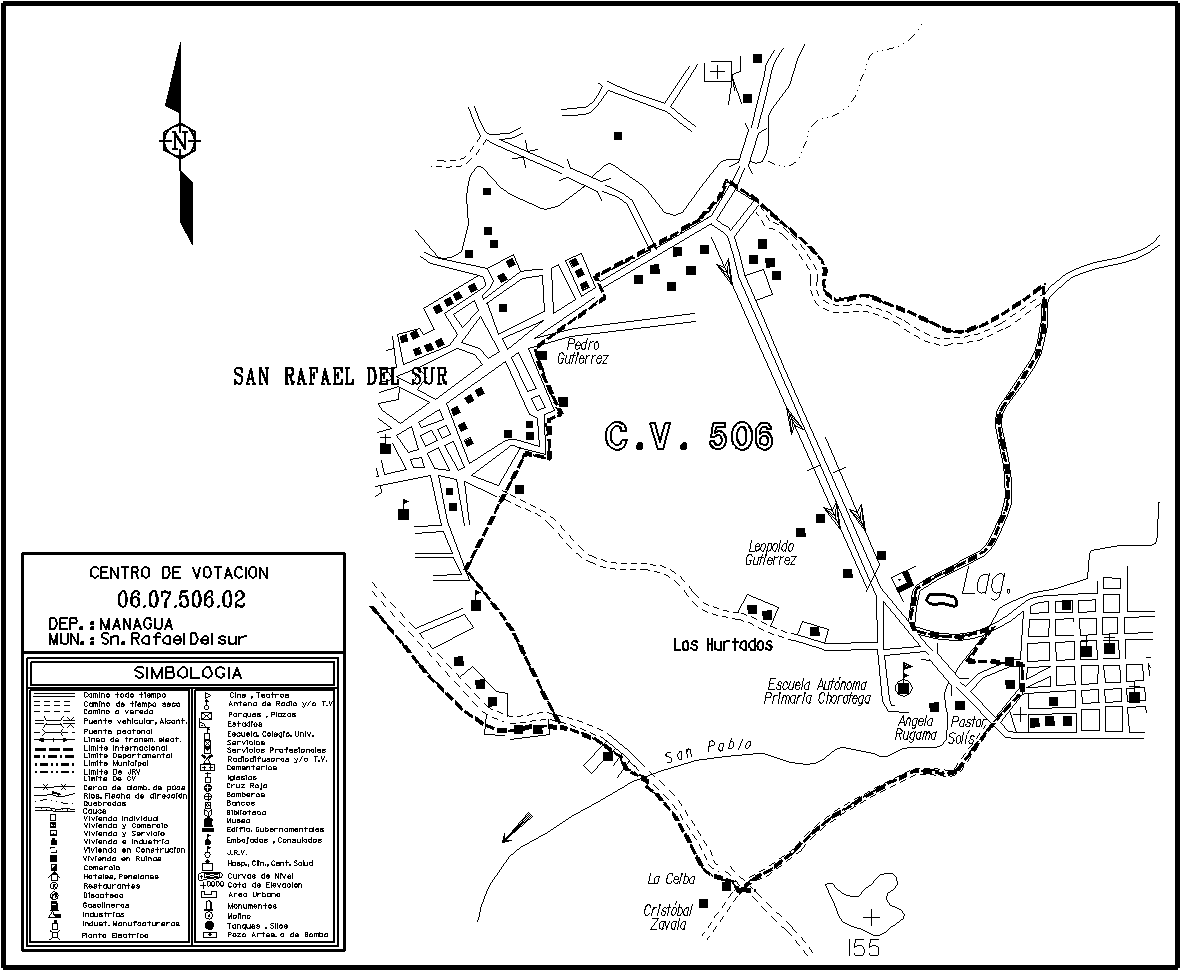 N
SAN RAFAEL DEL SUR
Pedro
Gutierrez
C.V. 506
Leopoldo
Gutierrez
Lag.
Los Hurtados
Escuela Autónoma
Primaria Chorotega
Angela
Rugama
Pastor
Solís
San Pablo
La Ceiba
Cristóbal
Zavala
155
CENTRO DE VOTACION
06.07.506.02
DEP. : MANAGUA
MUN. : Sn. Rafael Del sur
SIMBOLOGIA
Camino todo tiempo
Camino de tiempo seco
Camino o vereda
Puente vehicular, Alcant.
Puente peatonal
Linea de transm. elect.
Limite Internacional
Limite Departamental
Limite Municipal
Limite De JRV
Limite De CV
Cerca de alamb. de púas
Rios, Flecha de dirección
Quebradas
Cauce
Vivienda Individual
Vivienda y Comercio
Vivienda y Servicio
Vivienda e Industria
Vivienda en Construcion
Vivienda en Ruinas
Comercio
Hoteles, Pensiones
Restaurantes
Discoteca
Gasolineras
Industrias
Indust. Manufactureras
Planta Electrica
Cine , Teatros
Antena de Radio y/o T.V
Parques , Plazas
Estadios
Escuela, Colegio, Univ.
Servicios
Servicios Profesionales
Radiodifusoras y/o T.V.
Cementerios
Iglesias
Cruz Roja
Bomberos
Bancos
Biblioteca
Museo
Edific. Gubernamentales
Embajadas , Consulados
J.R.V.
Hosp., Clin., Cent. Salud
Curvas de Nivel
Cota de Elevacion
Area Urbana
Monumentos
Molino
Tanques , Silos
Pozo Artes. o de Bomba